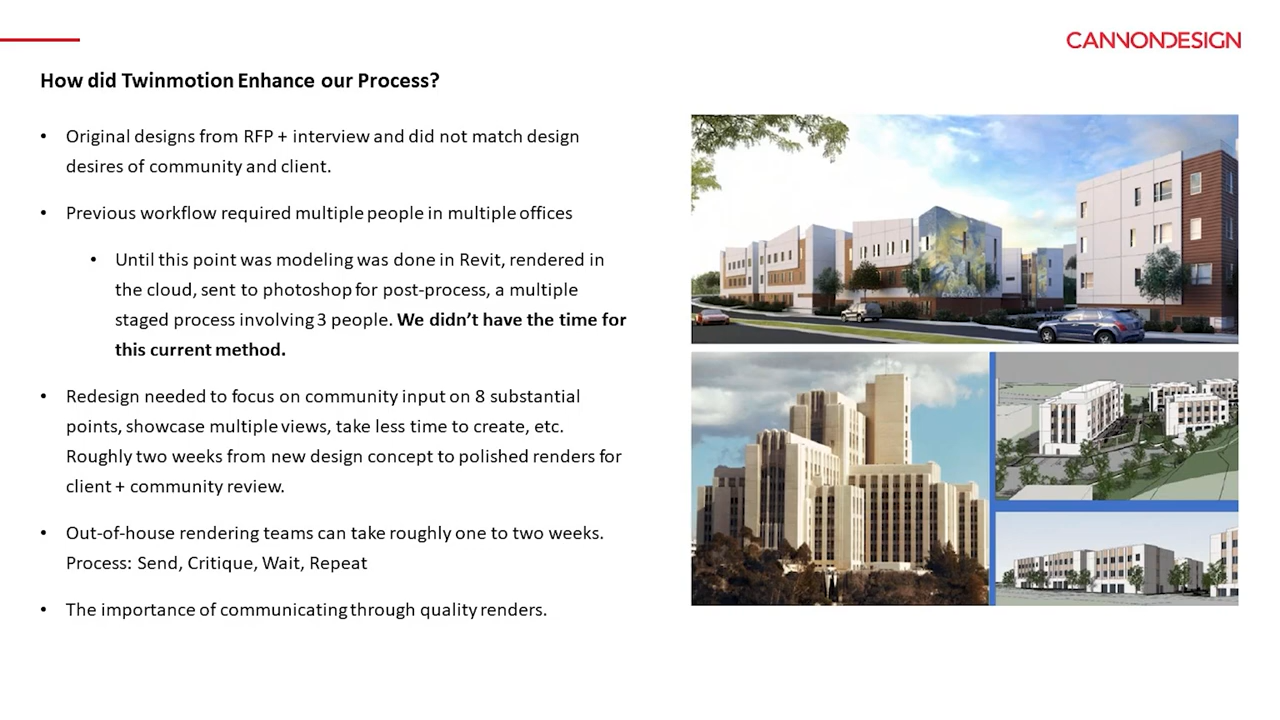 CANNONDESIGN
How did Twinmotion Enhance our Process?
• Original designs from RFP + interview and did not match design
desires of community and client.
• Previous workflow required multiple people in multiple offices
• Until this point was modeling was done in Revit, rendered in
the cloud, sent to photoshop for post-process, a multiple
staged process involving 3 people. We didn’t have the time for
this current method.
• Redesign needed to focus on community input on 8 substantial
points, showcase multiple views, take less time to create, etc.
Roughly two weeks from new design concept to polished renders for
client + community review.
• Out-of-house rendering teams can take roughly one to two weeks.
Process: Send, Critique, Wait, Repeat
• The importance of communicating through quality renders.